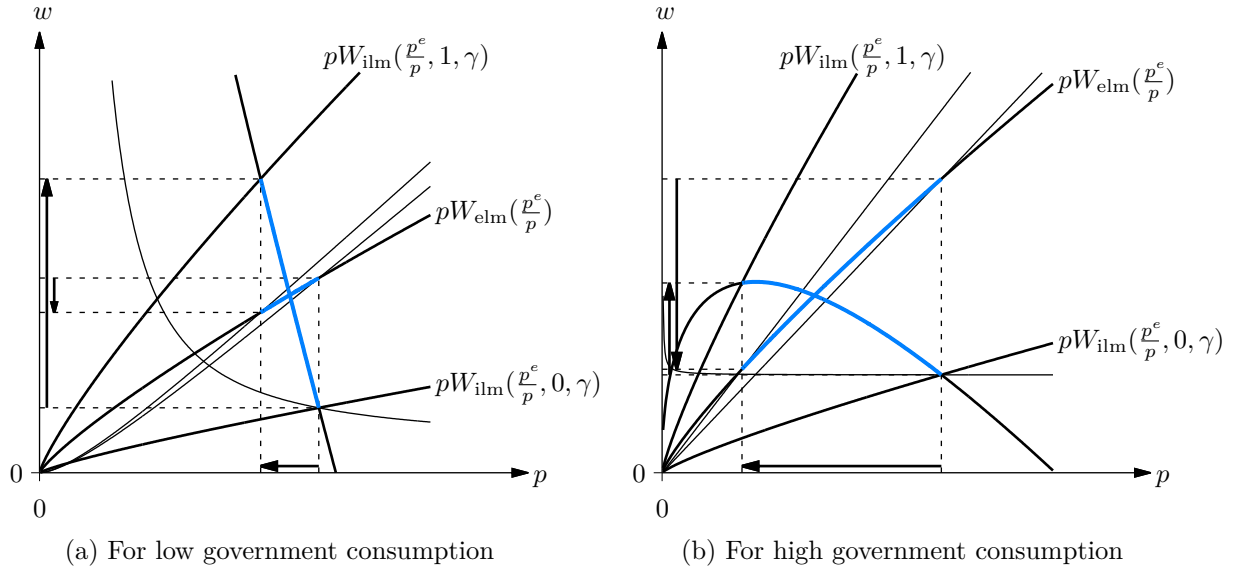 w
pW_ilm(p^e/p, 1, γ)
pW_elm(p^e/p)
pW_ilm(p^e/p, 0, γ)
0
p
0
(a) For low government consumption
w
pW_ilm(p^e/p, 1, γ)
pW_elm(p^e/p)
pW_ilm(p^e/p, 0, γ)
0
p
0
(b) For high government consumption